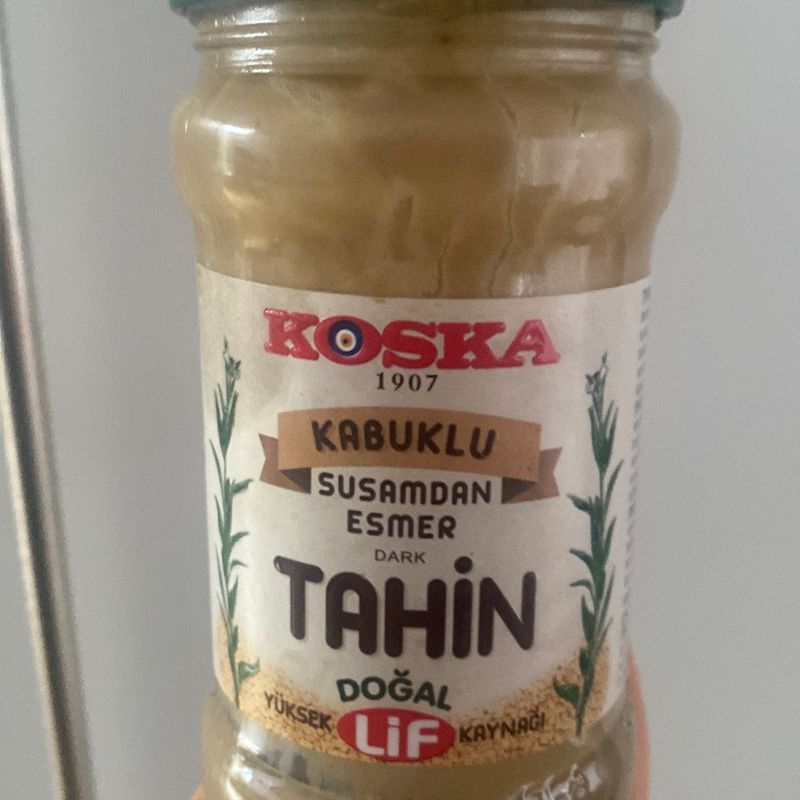 KOSKA
1907
KABUKLU
SUSAMDAN
ESMER
DARK
TAHİN
DOĞAL
YÜKSEK LİF KAYNAĞI